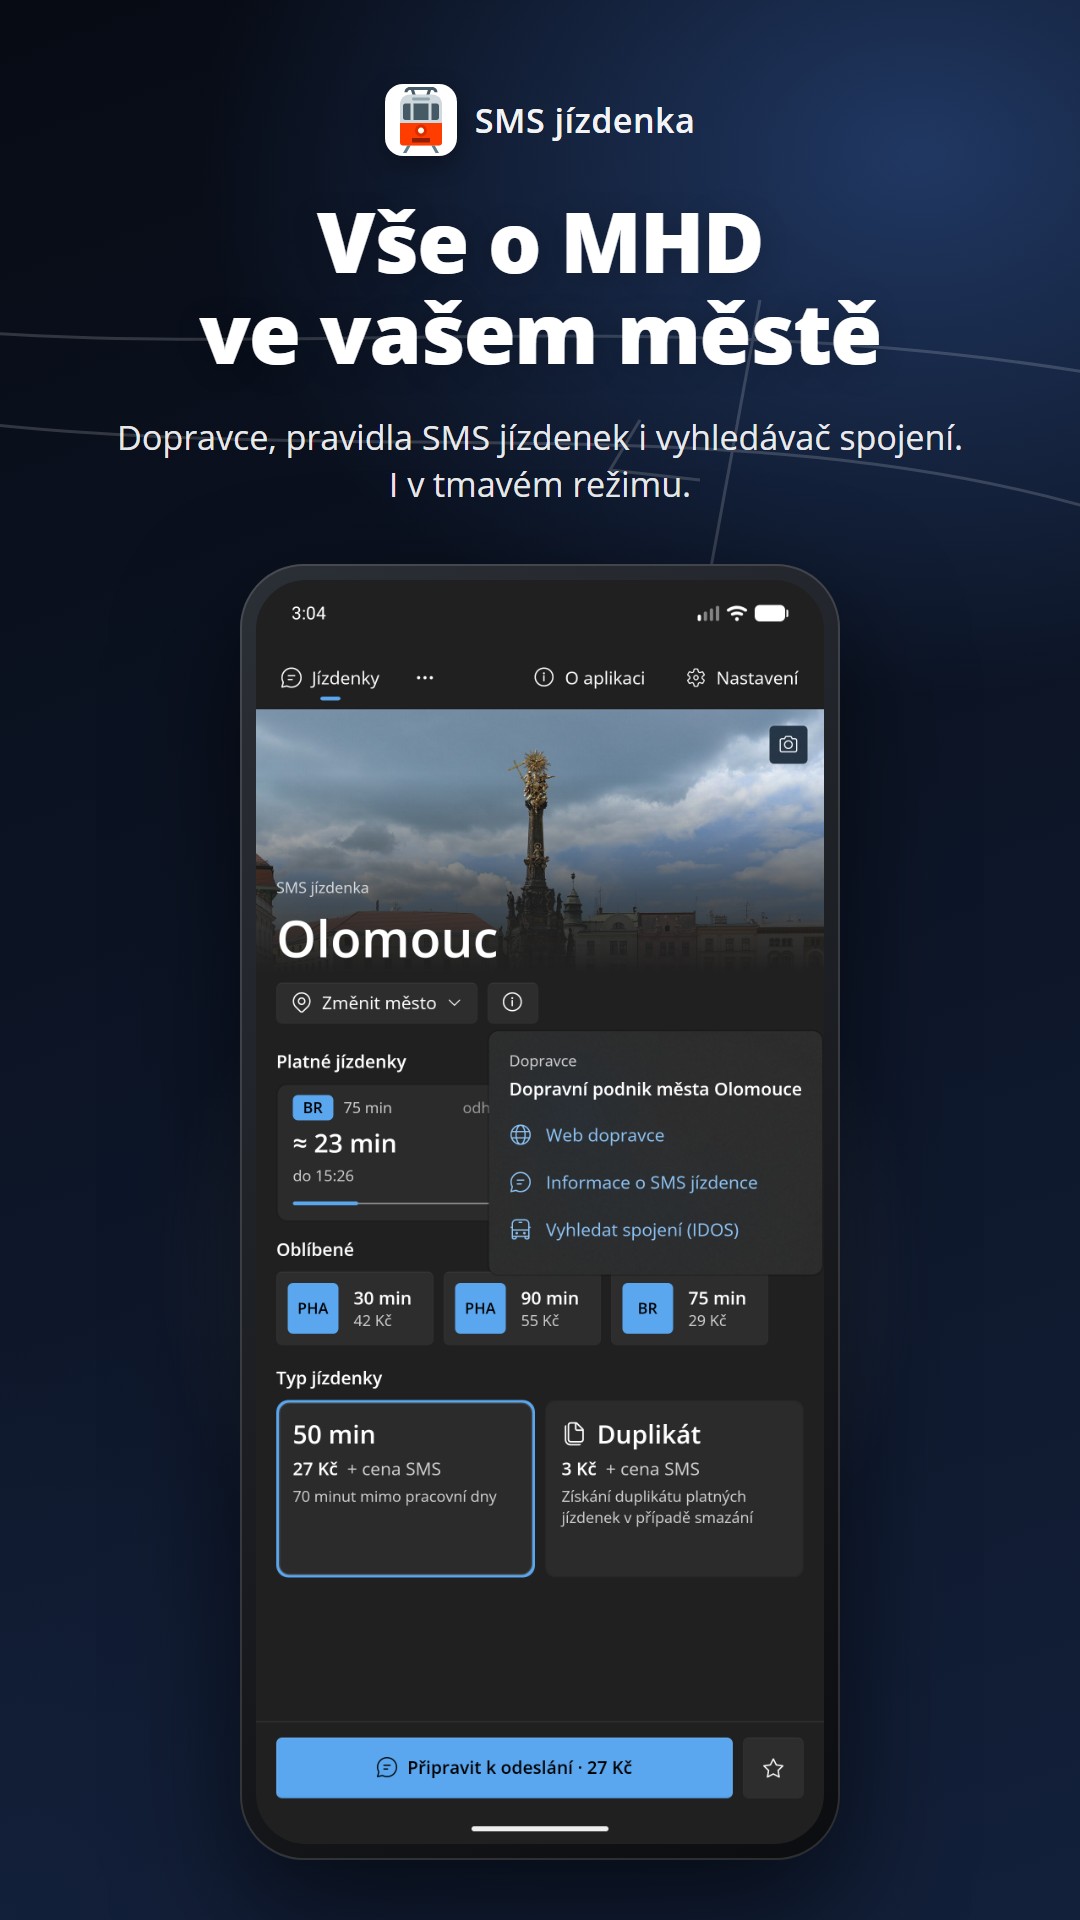 SMS jízdenka
Vše o MHD
ve vašem městě
Dopravce, pravidla SMS jízdenek i vyhledávač spojení.
I v tmavém režimu.
3:04
Jízdenky
O aplikaci
Nastavení
SMS jízdenka
Olomouc
Změnit město
Platné jízdenky
BR 75 min odh
≈ 23 min
do 15:26
Dopravce
Dopravní podnik města Olomouce
Web dopravce
Informace o SMS jízdence
Vyhledat spojení (IDOS)
Oblíbené
PHA 30 min
42 Kč
PHA 90 min
55 Kč
BR 75 min
29 Kč
Typ jízdenky
50 min
27 Kč + cena SMS
70 minut mimo pracovní dny
Duplikát
3 Kč + cena SMS
Získání duplikátu platných
jízdenek v případě smazání
Připravit k odeslání · 27 Kč